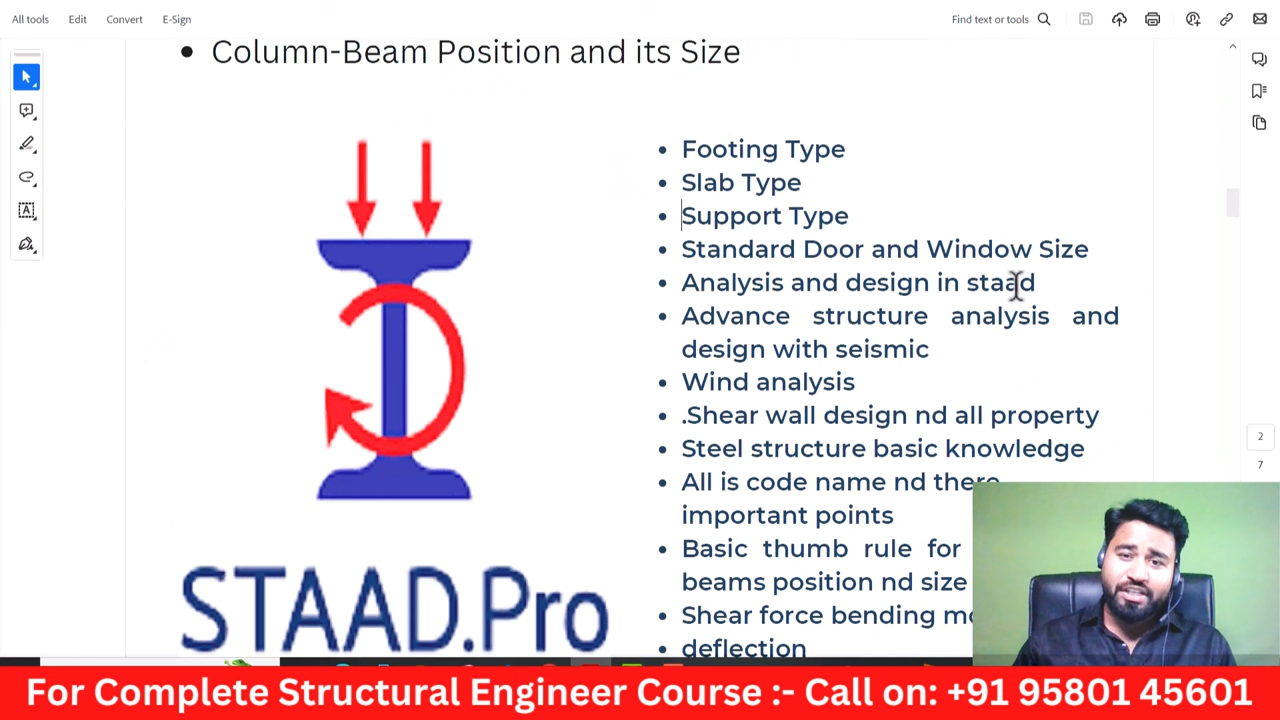 All tools Edit Convert E-Sign Find text or tools
• Column-Beam Position and its Size
• Footing Type
• Slab Type
• Support Type
• Standard Door and Window Size
• Analysis and design in staad
• Advance structure analysis and
design with seismic
• Wind analysis
• .Shear wall design nd all property
• Steel structure basic knowledge
• All is code name nd there
important points
• Basic thumb rule for
beams position nd size
• Shear force bending
• deflection
STAAD.Pro
2
7
For Complete Structural Engineer Course :- Call on: +91 95801 45601